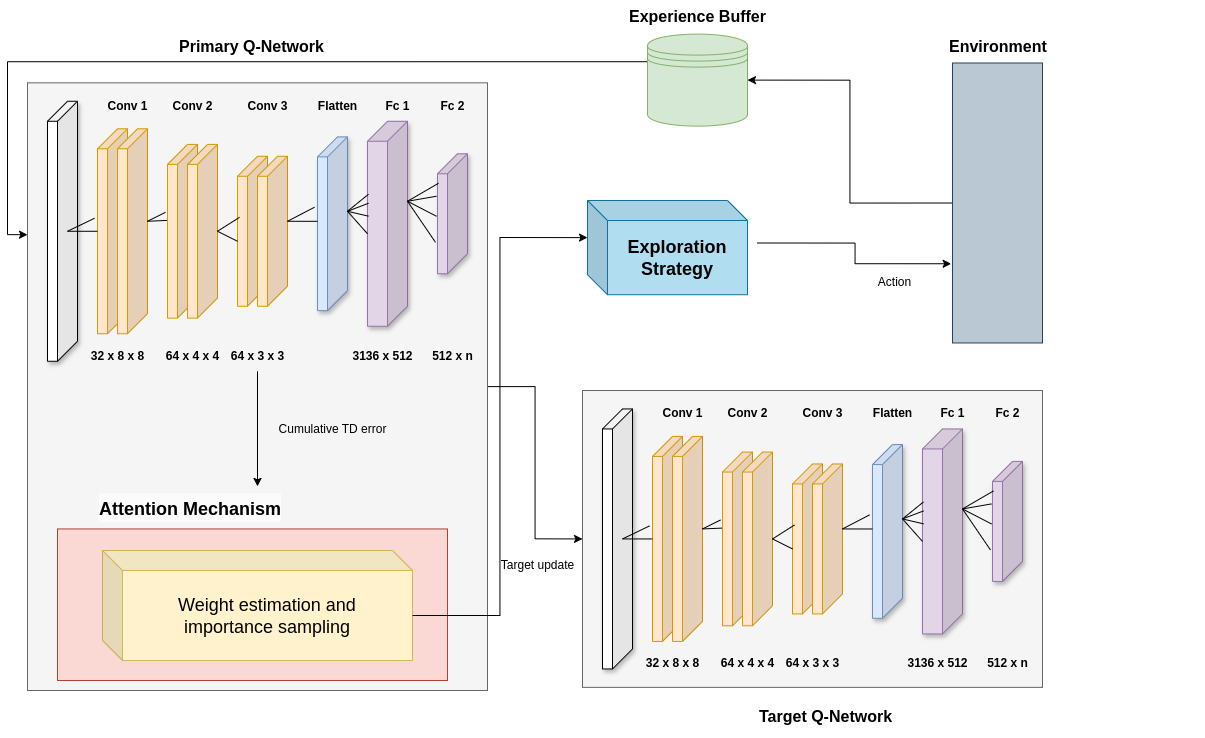 Experience Buffer
Primary Q-Network
Environment
Conv 1 Conv 2 Conv 3 Flatten Fc 1 Fc 2
Exploration
Strategy
Action
32 x 8 x 8 64 x 4 x 4 64 x 3 x 3 3136 x 512 512 x n
Cumulative TD error
Conv 1 Conv 2 Conv 3 Flatten Fc 1 Fc 2
Attention Mechanism
Target update
Weight estimation and
importance sampling
32 x 8 x 8 64 x 4 x 4 64 x 3 x 3 3136 x 512 512 x n
Target Q-Network